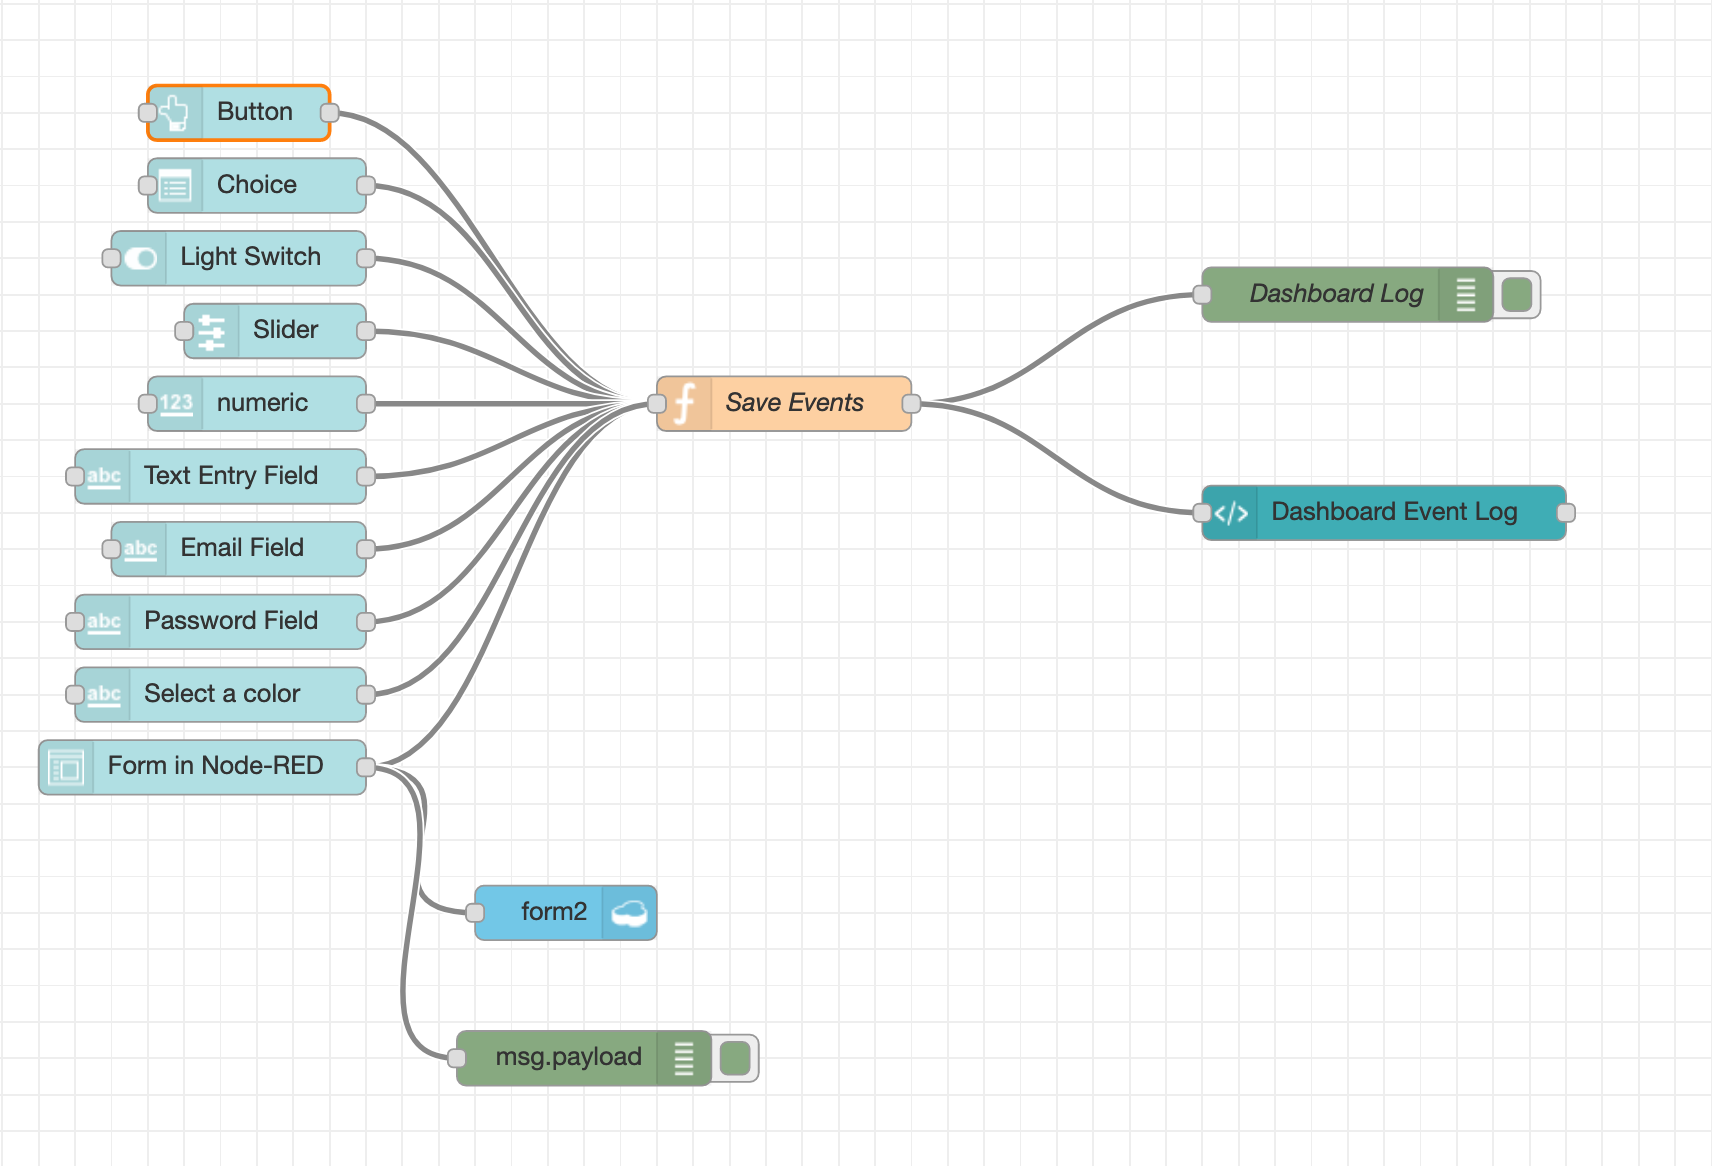 Button
Choice
Light Switch
Slider
123 numeric
abc Text Entry Field
abc Email Field
abc Password Field
abc Select a color
Form in Node-RED
Save Events
Dashboard Log
</> Dashboard Event Log
form2
msg.payload